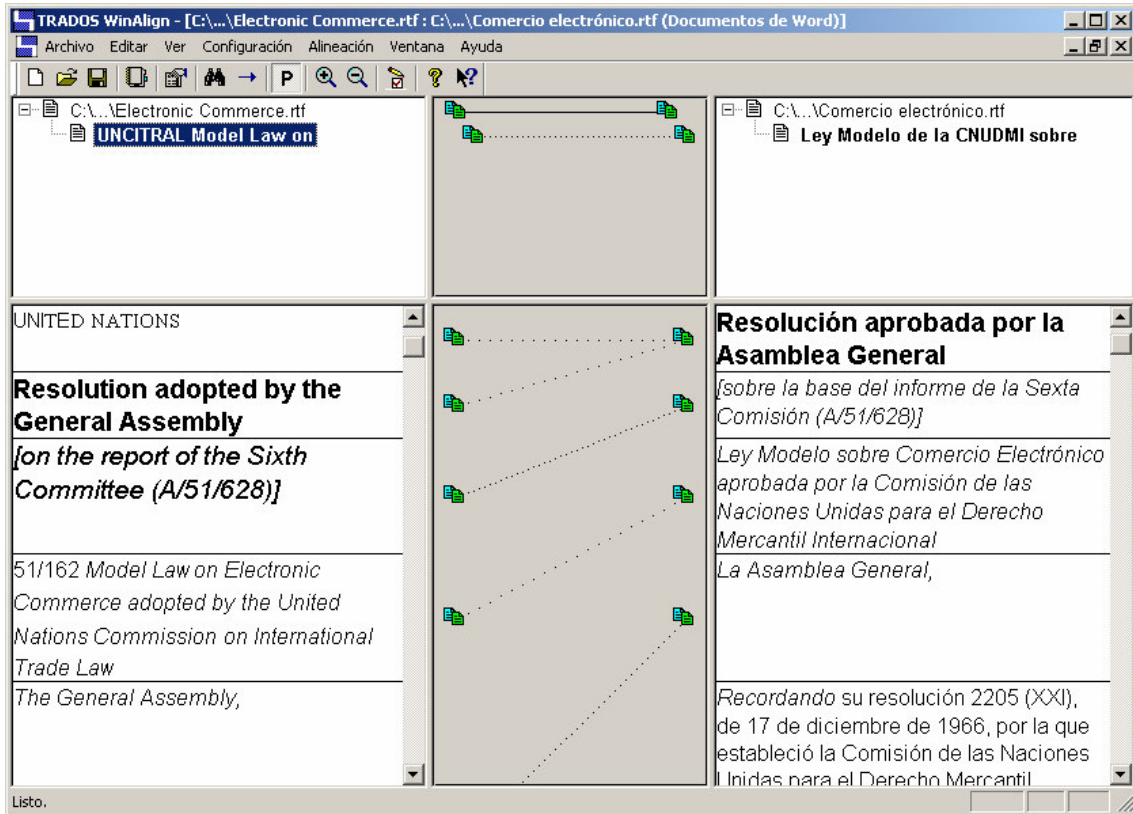 TRADOS WinAlign - [C:\...\Electronic Commerce.rtf : C:\...\Comercio electrónico.rtf (Documentos de Word)]
Archivo Editar Ver Configuración Alineación Ventana Ayuda
P
C:\...\Electronic Commerce.rtf
UNCITRAL Model Law on
C:\...\Comercio electrónico.rtf
Ley Modelo de la CNUDMI sobre
UNITED NATIONS
Resolution adopted by the
General Assembly
[on the report of the Sixth
Committee (A/51/628)]
51/162 Model Law on Electronic
Commerce adopted by the United
Nations Commission on International
Trade Law
The General Assembly,
Resolución aprobada por la
Asamblea General
[sobre la base del informe de la Sexta
Comisión (A/51/628)]
Ley Modelo sobre Comercio Electrónico
aprobada por la Comisión de las
Naciones Unidas para el Derecho
Mercantil Internacional
La Asamblea General,
Recordando su resolución 2205 (XXI),
de 17 de diciembre de 1966, por la que
estableció la Comisión de las Naciones
Unidas para el Derecho Mercantil
Listo.